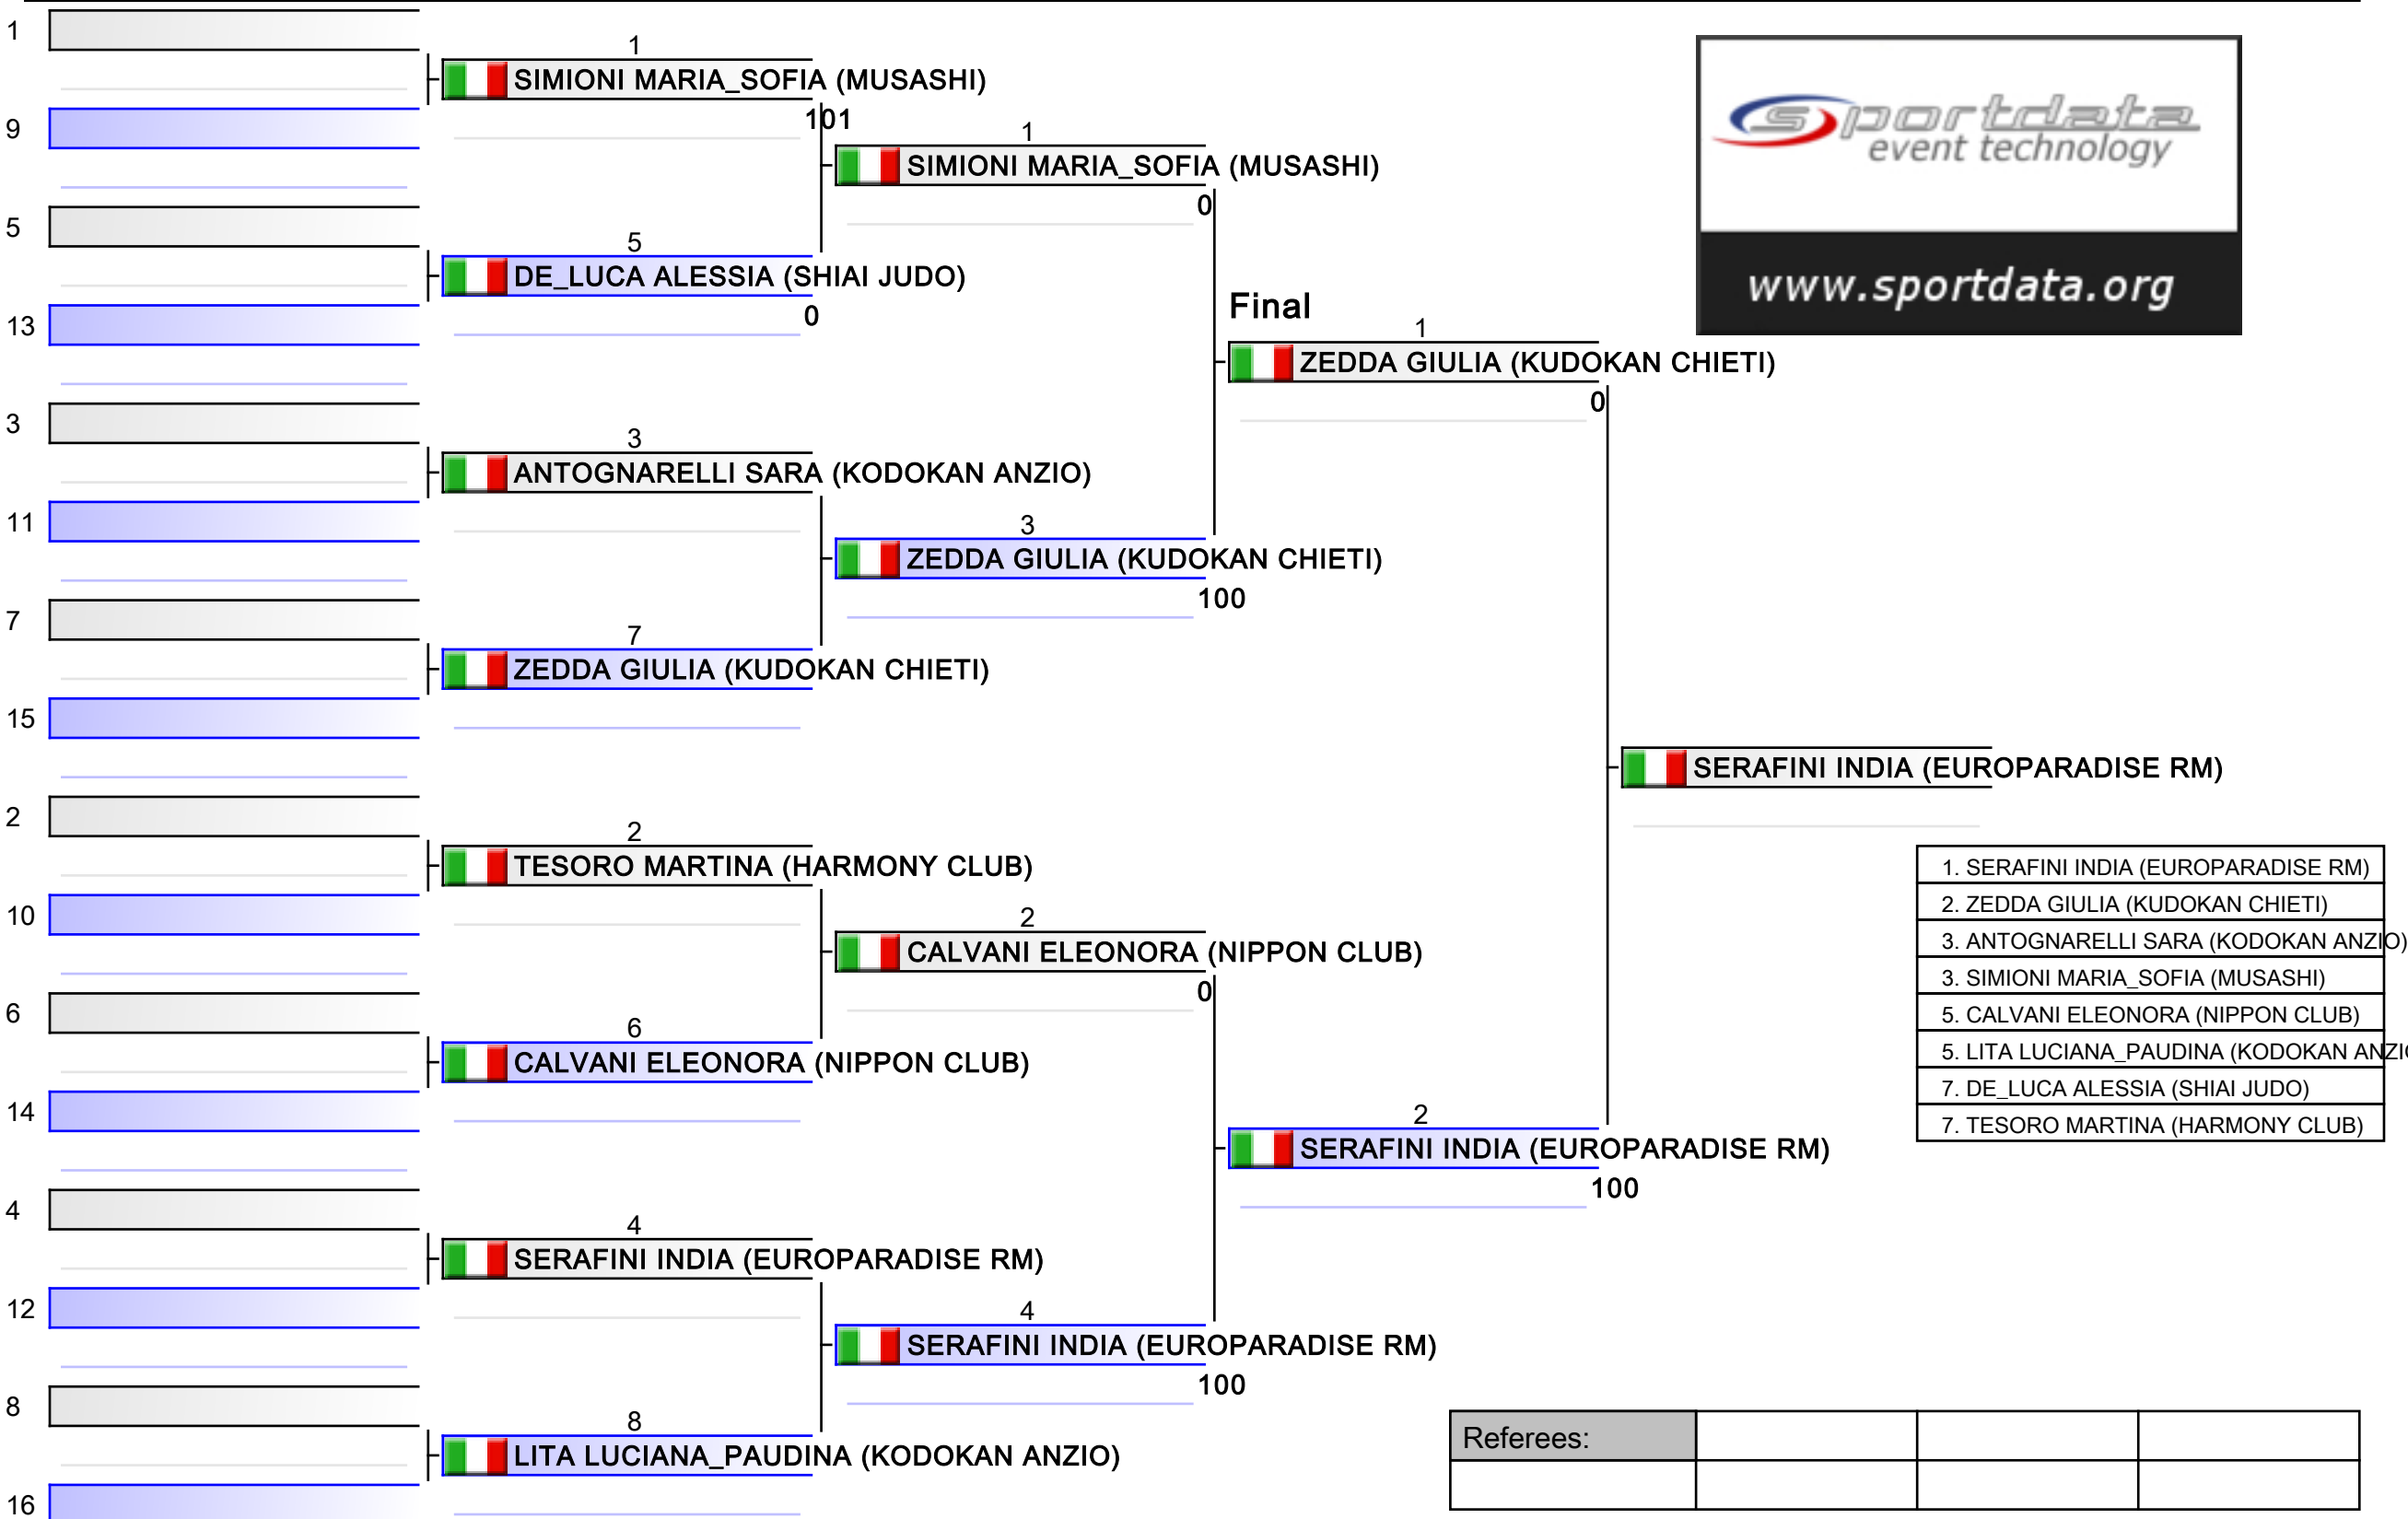 1
9
5
13
3
11
7
15
2
10
6
14
4
12
8
16
1
SIMIONI MARIA_SOFIA (MUSASHI)
101
5
DE_LUCA ALESSIA (SHIAI JUDO)
0
3
ANTOGNARELLI SARA (KODOKAN ANZIO)
7
ZEDDA GIULIA (KUDOKAN CHIETI)
2
TESORO MARTINA (HARMONY CLUB)
6
CALVANI ELEONORA (NIPPON CLUB)
4
SERAFINI INDIA (EUROPARADISE RM)
8
LITA LUCIANA_PAUDINA (KODOKAN ANZIO)
1
SIMIONI MARIA_SOFIA (MUSASHI)
0
3
ZEDDA GIULIA (KUDOKAN CHIETI)
100
2
CALVANI ELEONORA (NIPPON CLUB)
0
4
SERAFINI INDIA (EUROPARADISE RM)
100
Final
1
ZEDDA GIULIA (KUDOKAN CHIETI)
0
2
SERAFINI INDIA (EUROPARADISE RM)
100
SERAFINI INDIA (EUROPARADISE RM)
sportdata
event technology
www.sportdata.org
1. SERAFINI INDIA (EUROPARADISE RM)
2. ZEDDA GIULIA (KUDOKAN CHIETI)
3. ANTOGNARELLI SARA (KODOKAN ANZIO)
3. SIMIONI MARIA_SOFIA (MUSASHI)
5. CALVANI ELEONORA (NIPPON CLUB)
5. LITA LUCIANA_PAUDINA (KODOKAN ANZI
7. DE_LUCA ALESSIA (SHIAI JUDO)
7. TESORO MARTINA (HARMONY CLUB)
Referees: